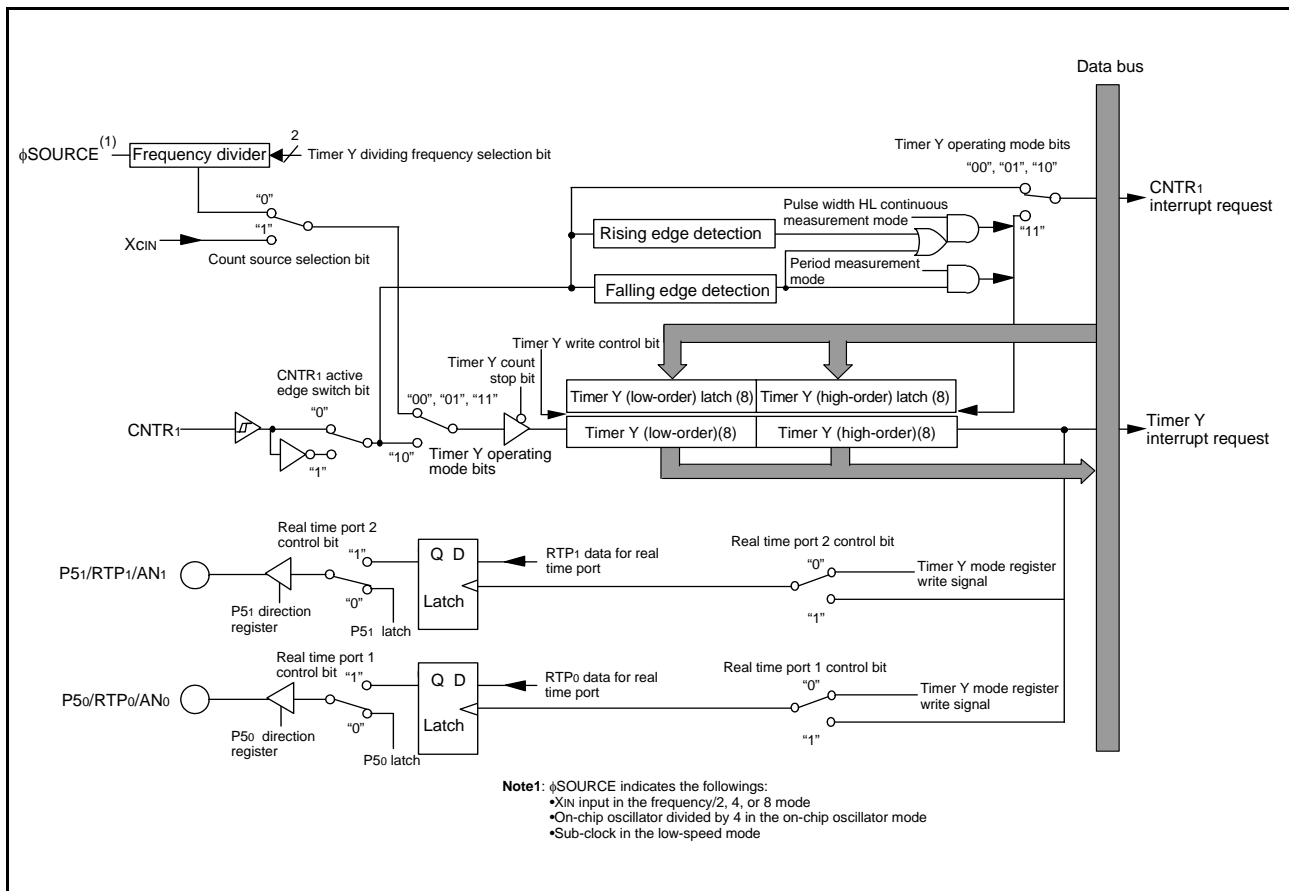 Data bus
2
φSOURCE(1)
Frequency divider
Timer Y dividing frequency selection bit
Timer Y operating mode bits
"00", "01", "10"
CNTR1
interrupt request
"0"
"1"
XCIN
Count source selection bit
Pulse width HL continuous
measurement mode
"11"
Rising edge detection
Period measurement
mode
Falling edge detection
Timer Y write control bit
Timer Y count
stop bit
CNTR1 active
edge switch bit
"00", "01", "11"
Timer Y (low-order) latch (8)
Timer Y (high-order) latch (8)
"0"
CNTR1
Timer Y (low-order)(8)
Timer Y (high-order)(8)
Timer Y
interrupt request
"10"
Timer Y operating
mode bits
"1"
Real time port 2
control bit
"1"
Q D
RTP1 data for real
time port
Real time port 2 control bit
"0"
Timer Y mode register
write signal
P51/RTP1/AN1
"0"
Latch
P51 direction
register
P51 latch
"1"
Real time port 1
control bit
"1"
Q D
RTP0 data for real
time port
Real time port 1 control bit
"0"
Timer Y mode register
write signal
P50/RTP0/AN0
"0"
Latch
P50 direction
register
P50 latch
"1"
Note1: φSOURCE indicates the followings:
•XIN input in the frequency/2, 4, or 8 mode
•On-chip oscillator divided by 4 in the on-chip oscillator mode
•Sub-clock in the low-speed mode